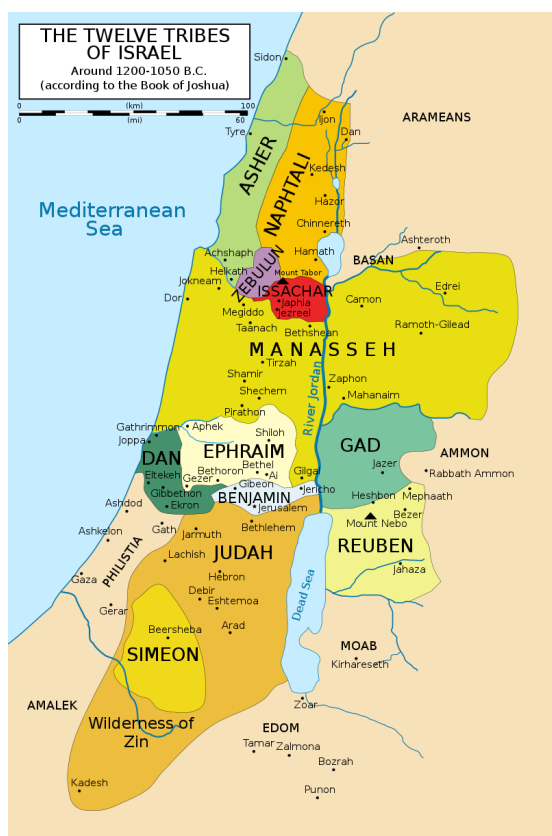 THE TWELVE TRIBES
OF ISRAEL
Around 1200-1050 B.C.
(according to the Book of Joshua)
0 (km) 100
0 (mi) 60
Sidon
ARAMEANS
Ijon
Dan
Tyre
ASHER
NAPHTALI
Kedesh
Hazor
Mediterranean
Sea
Chinnereth
Ashteroth
Achshaph
Hamath
BASAN
Helkath
ZEBULUN
Mount Tabor
Jokneam
ISSACHAR
Edrei
Dor
Japhia
Camon
Megiddo
Jezreel
Taanach
Bethshean
Ramoth-Gilead
MANASSEH
Tirzah
River Jordan
Shamir
Zaphon
Shechem
Mahanaim
Pirathon
Gathrimmon
Aphek
Joppa
Shiloh
DAN
EPHRAIM
GAD
AMMON
Eltekeh
Bethoron
Bethel
Ai
Gilgal
Jazer
Rabbath Ammon
Gezer
Gibeon
Gibbethon
BENJAMIN
Jericho
Heshbon
Mephaath
Ashdod
Ekron
Jerusalem
Bezer
Ashkelon
Gath
Jarmuth
Bethlehem
Mount Nebo
PHILISTIA
JUDAH
REUBEN
Lachish
Jahaza
Gaza
Hebron
Dead Sea
Debir
Eshtemoa
Gerar
Beersheba
Arad
SIMEON
MOAB
Kirhareseth
AMALEK
Wilderness of
Zin
Zoar
EDOM
Tamar
Zalmona
Bozrah
Kadesh
Punon